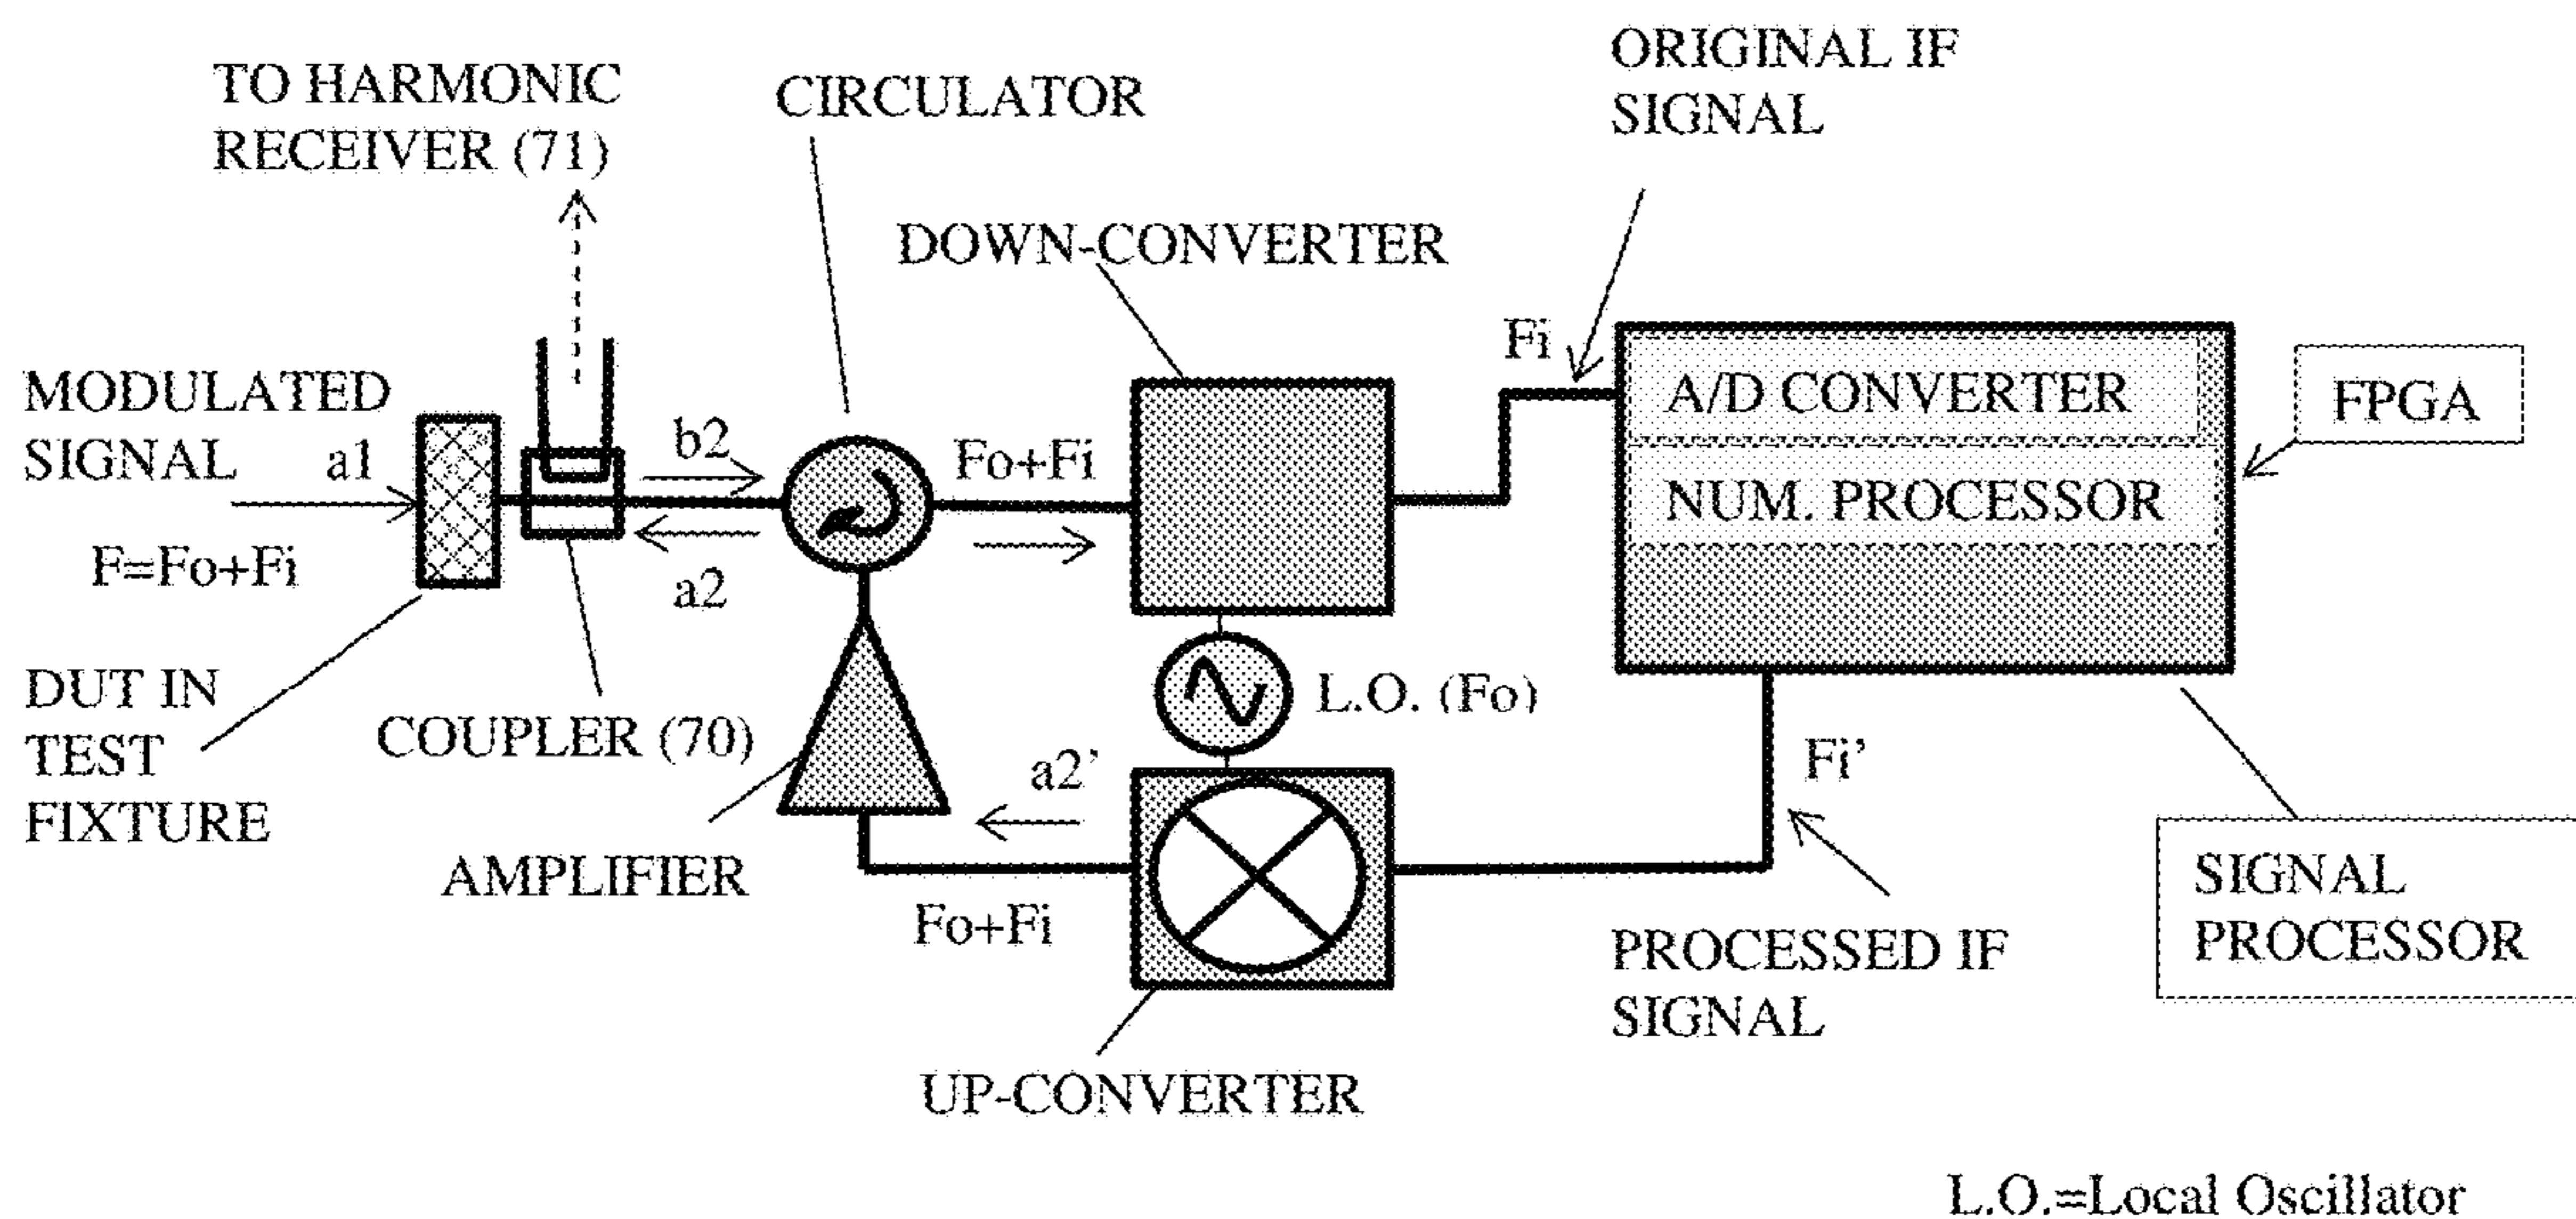 TO HARMONIC
RECEIVER (71)
CIRCULATOR
ORIGINAL IF
SIGNAL
DOWN-CONVERTER
Fi
MODULATED
SIGNAL
a1
b2
Fo+Fi
A/D CONVERTER
FPGA
NUM. PROCESSOR
F=Fo+Fi
a2
DUT IN
TEST
FIXTURE
COUPLER (70)
L.O. (Fo)
a2'
Fi'
AMPLIFIER
Fo+Fi
SIGNAL
PROCESSOR
PROCESSED IF
SIGNAL
UP-CONVERTER
L.O.=Local Oscillator